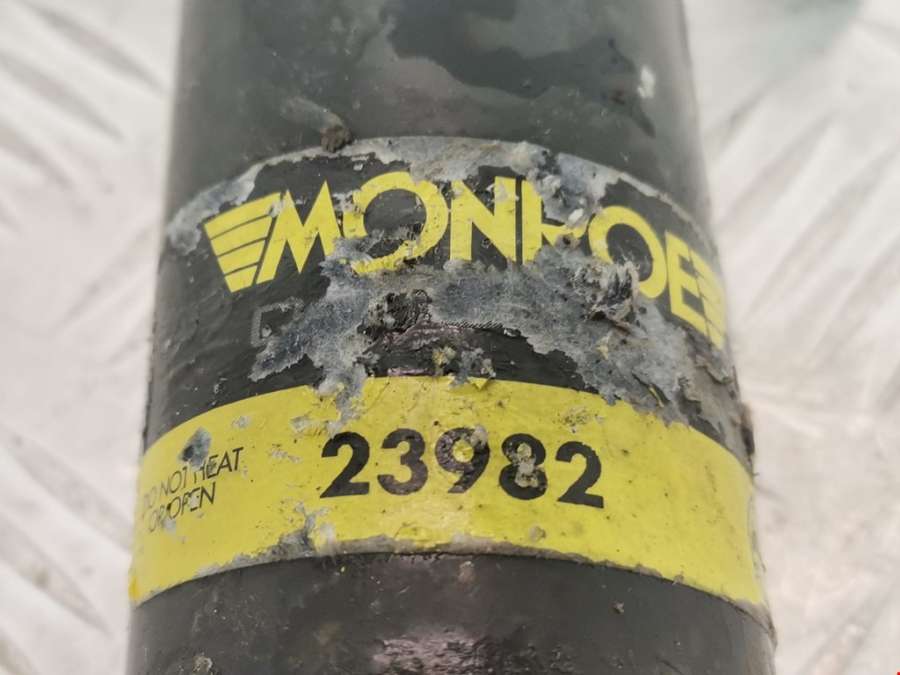 MONROE
23982
DO NOT HEAT
OR OPEN